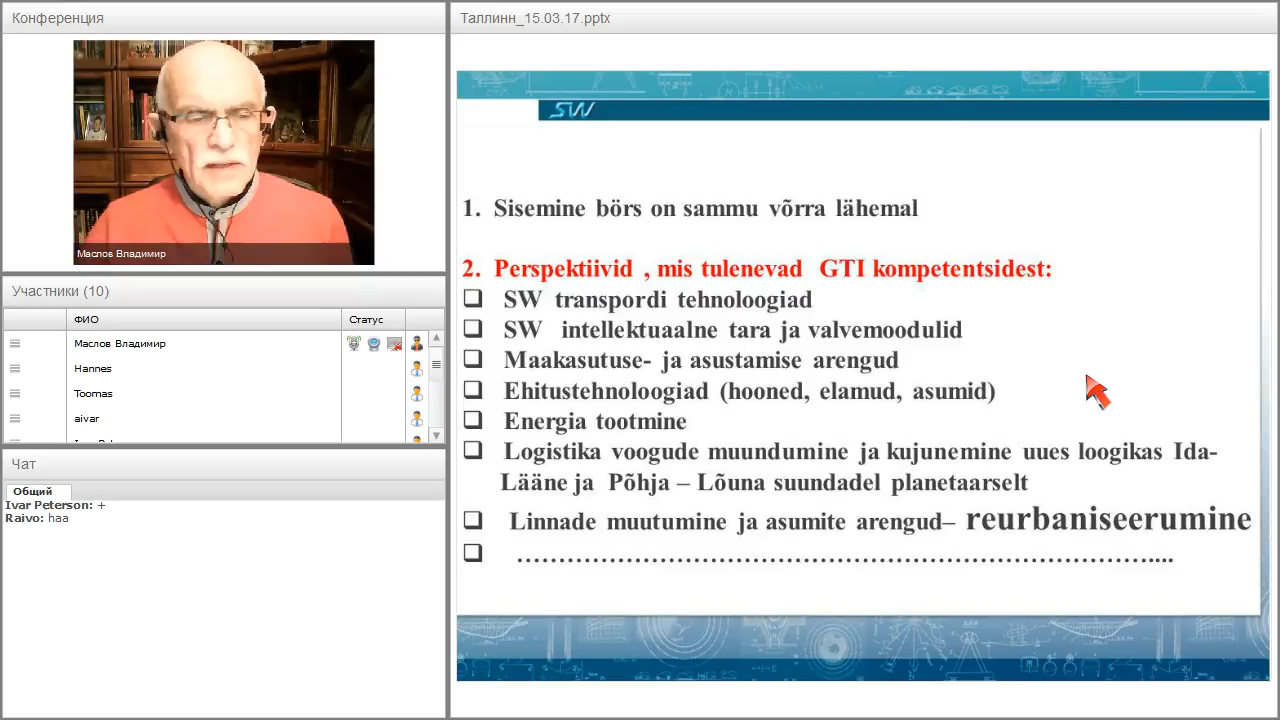 Конференция
Маслов Владимир
Участники (10)
ФИО
Статус
Маслов Владимир
Hannes
Toomas
aivar
Чат
Общий
Ivar Peterson: +
Raivo: haa
Таллинн_15.03.17.pptx
SW
1. Sisemine börs on sammu võrra lähemal
2. Perspektiivid , mis tulenevad GTI kompetentsidest:
❑ SW transpordi tehnoloogiad
❑ SW intellektuaalne tara ja valvemoodulid
❑ Maakasutuse- ja asustamise arengud
❑ Ehitustehnoloogiad (hooned, elamud, asumid)
❑ Energia tootmine
❑ Logistika voogude muundumine ja kujunemine uues loogikas Ida-
Lääne ja Põhja – Lõuna suundadel planetaarselt
❑ Linnade muutumine ja asumite arengud– reurbaniseerumine
❑ …………………………………………………………………....